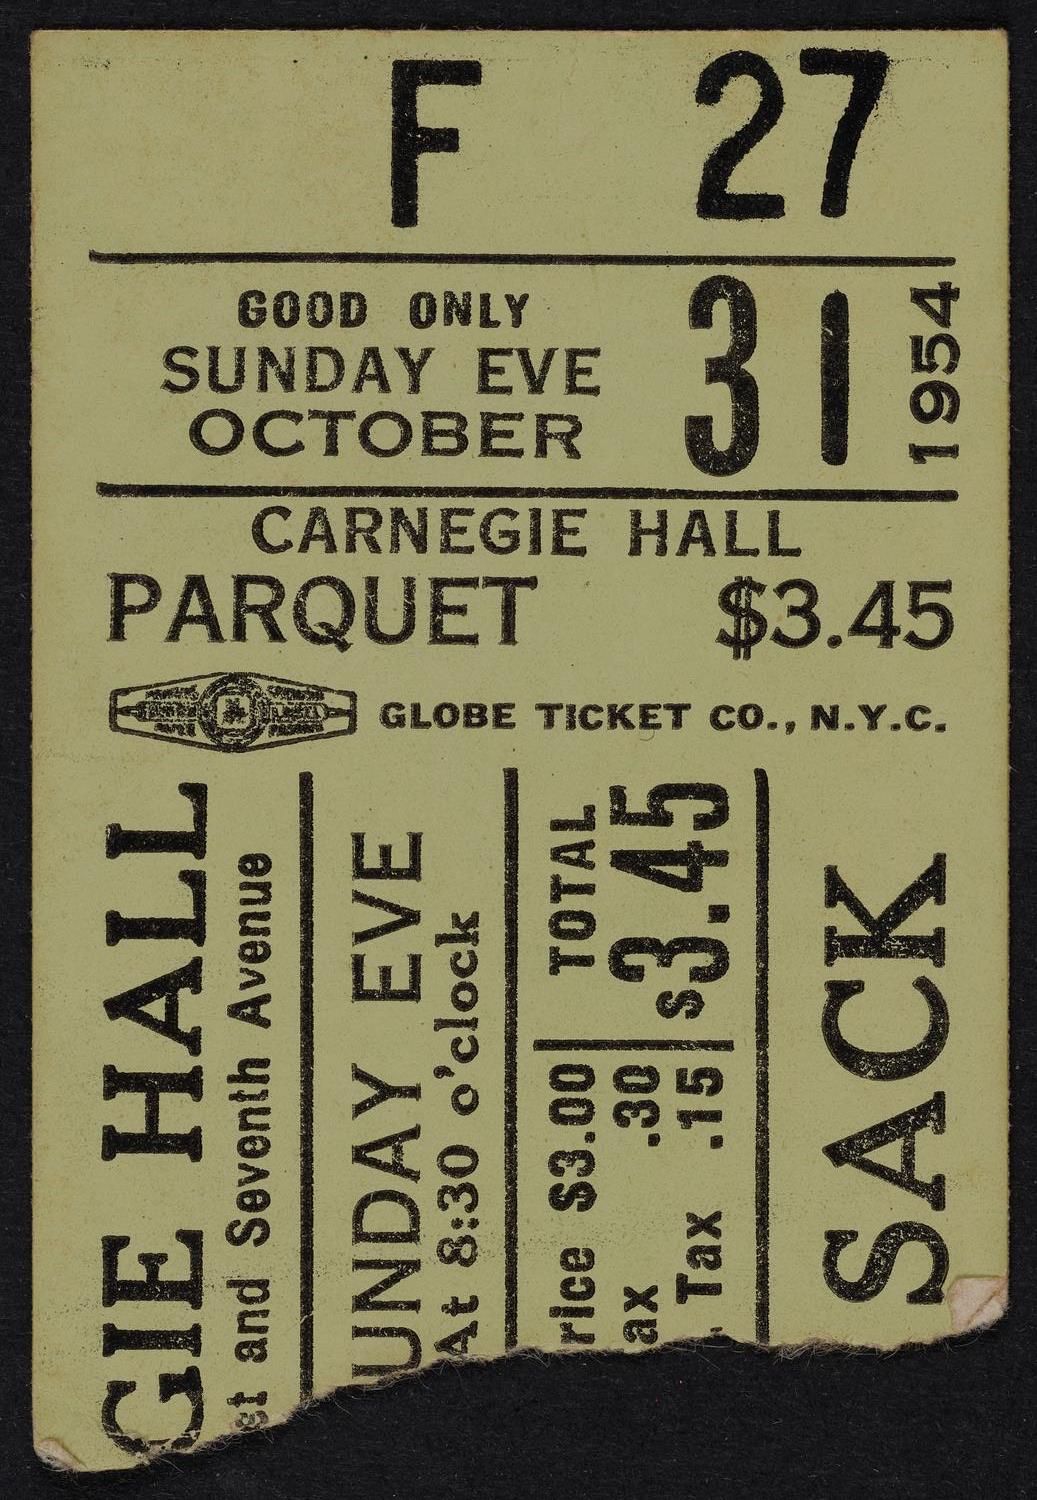 F 27
GOOD ONLY
SUNDAY EVE
OCTOBER
31
1954
CARNEGIE HALL
PARQUET $3.45
GLOBE TICKET CO., N.Y.C.
GIE HALL
st and Seventh Avenue
UNDAY EVE
At 8:30 o'clock
rice $3.00
ax .30
. Tax .15
TOTAL
$3.45
SACK